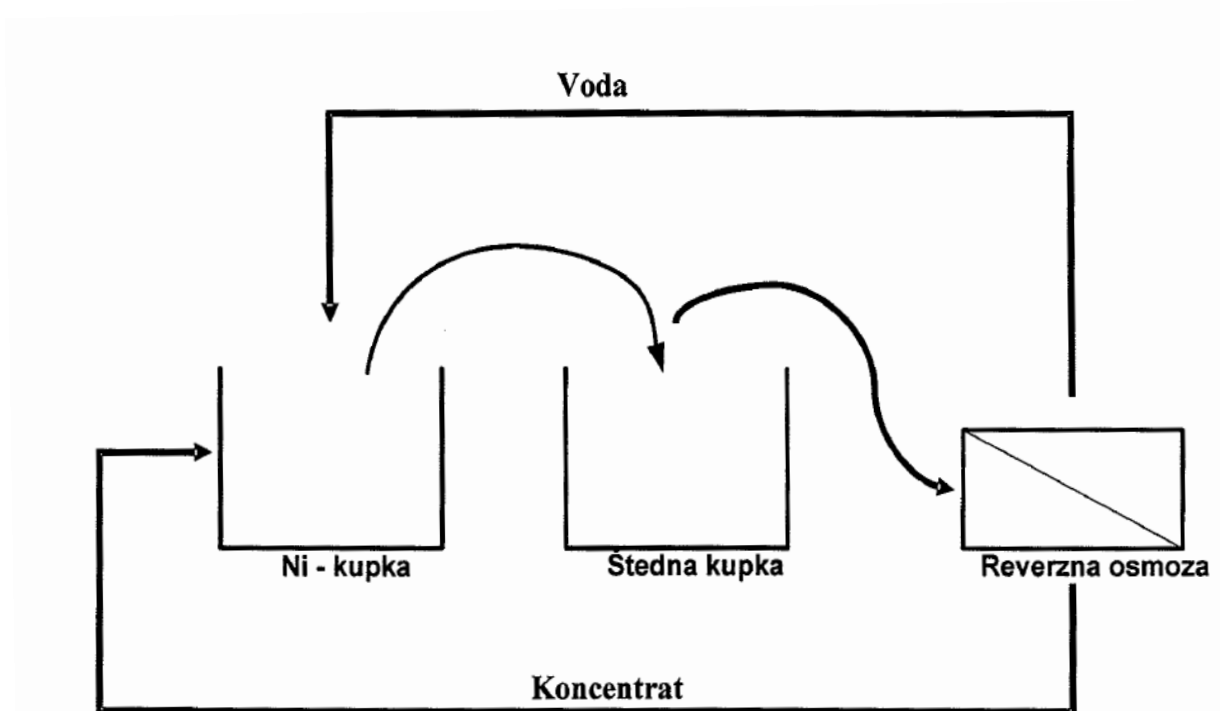 Voda
Ni - kupka
Štedna kupka
Reverzna osmoza
Koncentrat